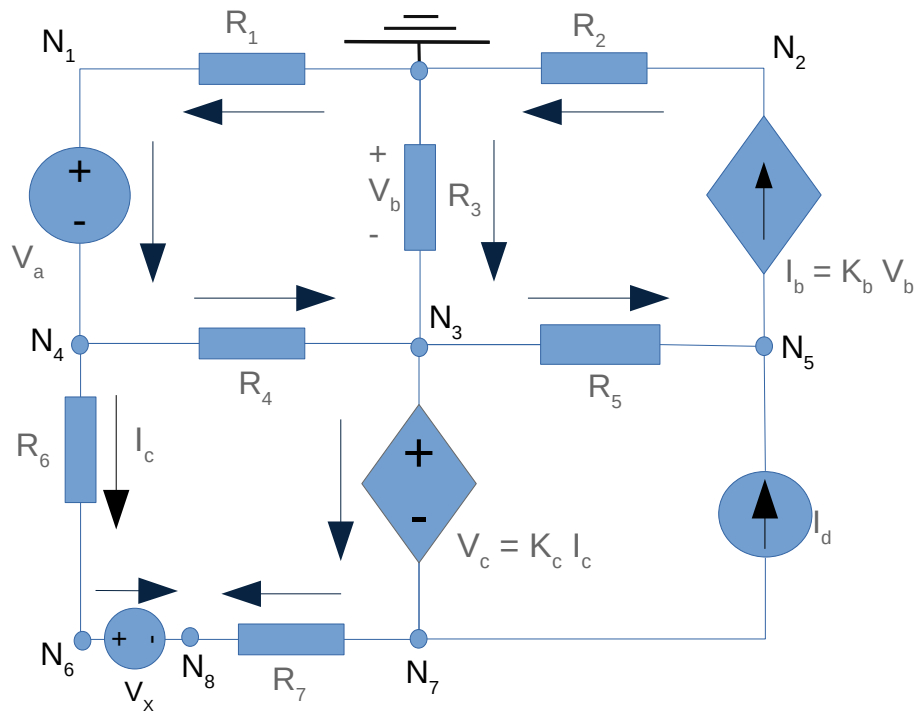 R1
R2
N1
N2
+
Vb
-
R3
+
-
Va
Ib = Kb Vb
N4
N3
N5
R4
R5
R6
Ic
+
-
Vc = Kc Ic
Id
+ -
N6
N8
N7
Vx
R7